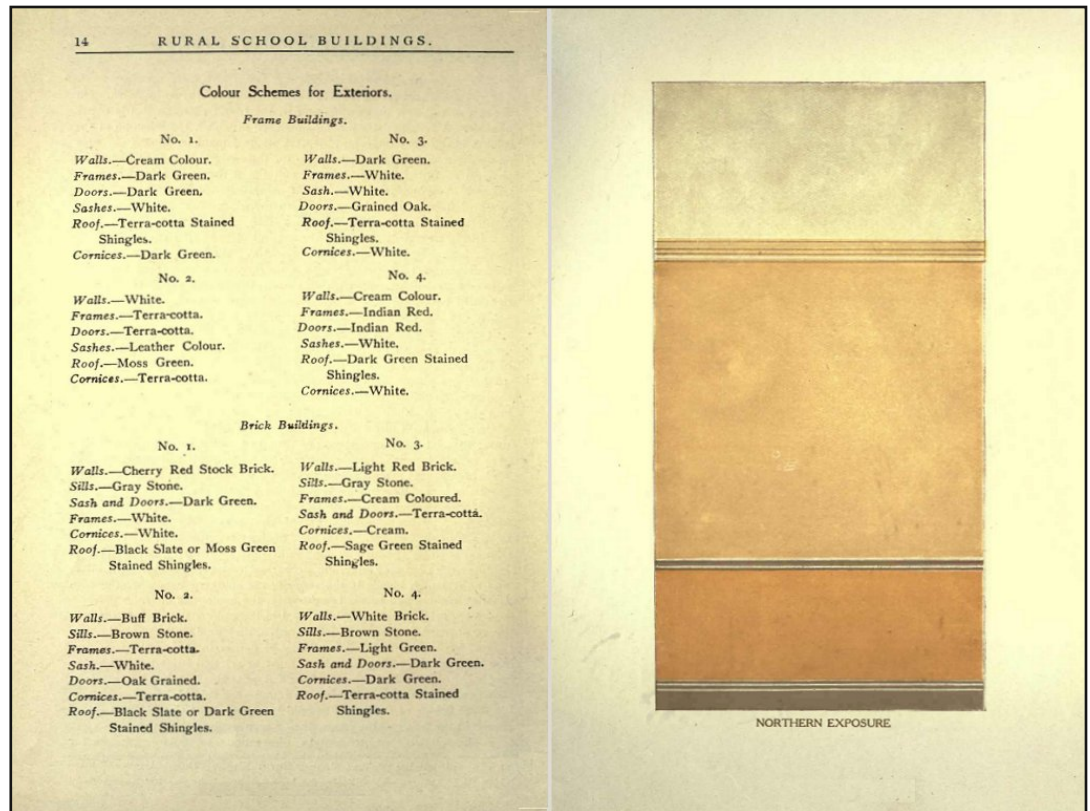 14 RURAL SCHOOL BUILDINGS.
Colour Schemes for Exteriors.
Frame Buildings.
No. 1.
Walls.—Cream Colour.
Frames.—Dark Green.
Doors.—Dark Green.
Sashes.—White.
Roof.—Terra-cotta Stained
Shingles.
Cornices.—Dark Green.
No. 2.
Walls.—White.
Frames.—Terra-cotta.
Doors.—Terra-cotta.
Sashes.—Leather Colour.
Roof.—Moss Green.
Cornices.—Terra-cotta.
No. 3.
Walls.—Dark Green.
Frames.—White.
Sash.—White.
Doors.—Grained Oak.
Roof.—Terra-cotta Stained
Shingles.
Cornices.—White.
No. 4.
Walls.—Cream Colour.
Frames.—Indian Red.
Doors.—Indian Red.
Sashes.—White.
Roof.—Dark Green Stained
Shingles.
Cornices.—White.
Brick Buildings.
No. 1.
Walls.—Cherry Red Stock Brick.
Sills.—Gray Stone.
Sash and Doors.—Dark Green.
Frames.—White.
Cornices.—White.
Roof.—Black Slate or Moss Green
Stained Shingles.
No. 2.
Walls.—Buff Brick.
Sills.—Brown Stone.
Frames.—Terra-cotta.
Sash.—White.
Doors.—Oak Grained.
Cornices.—Terra-cotta.
Roof.—Black Slate or Dark Green
Stained Shingles.
No. 3.
Walls.—Light Red Brick.
Sills.—Gray Stone.
Frames.—Cream Coloured.
Sash and Doors.—Terra-cotta.
Cornices.—Cream.
Roof.—Sage Green Stained
Shingles.
No. 4.
Walls.—White Brick.
Sills.—Brown Stone.
Frames.—Light Green.
Sash and Doors.—Dark Green.
Cornices.—Dark Green.
Roof.—Terra-cotta Stained
Shingles.
NORTHERN EXPOSURE